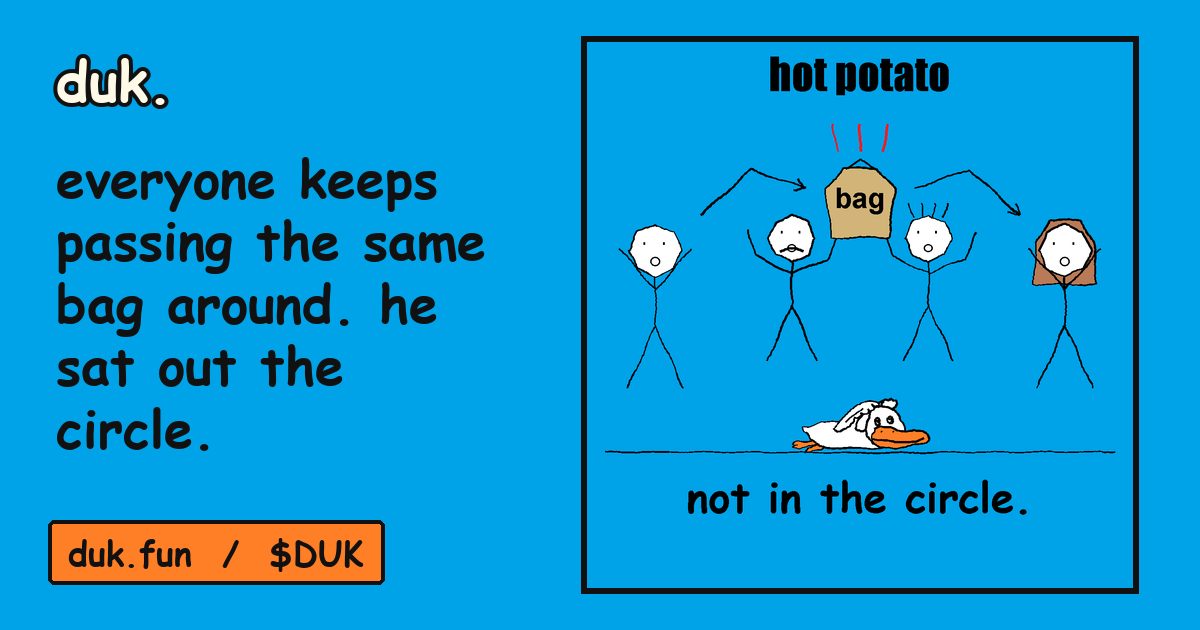 duk.
everyone keeps
passing the same
bag around. he
sat out the
circle.
duk.fun / $DUK
hot potato
bag
not in the circle.